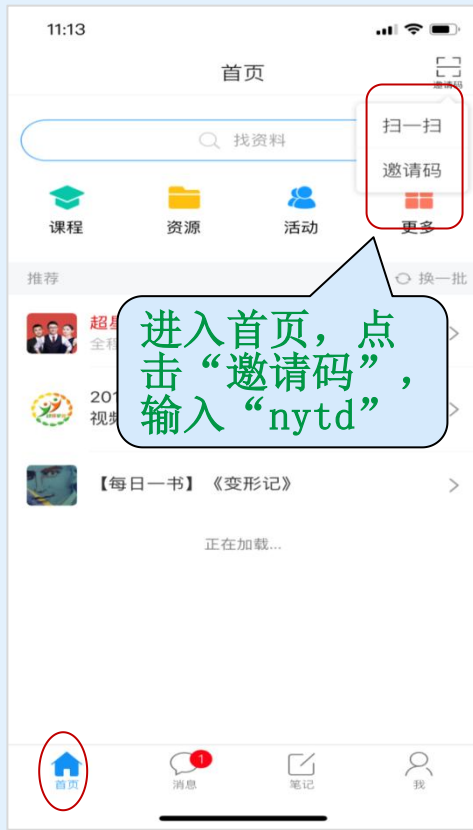 11:13
首页
邀请码
找资料
扫一扫
邀请码
课程
资源
活动
更多
推荐
换一批
超星
全程
进入首页，点
击“邀请码”，
输入“nytd”
201
视频
【每日一书】《变形记》
正在加载...
1
首页
消息
笔记
我